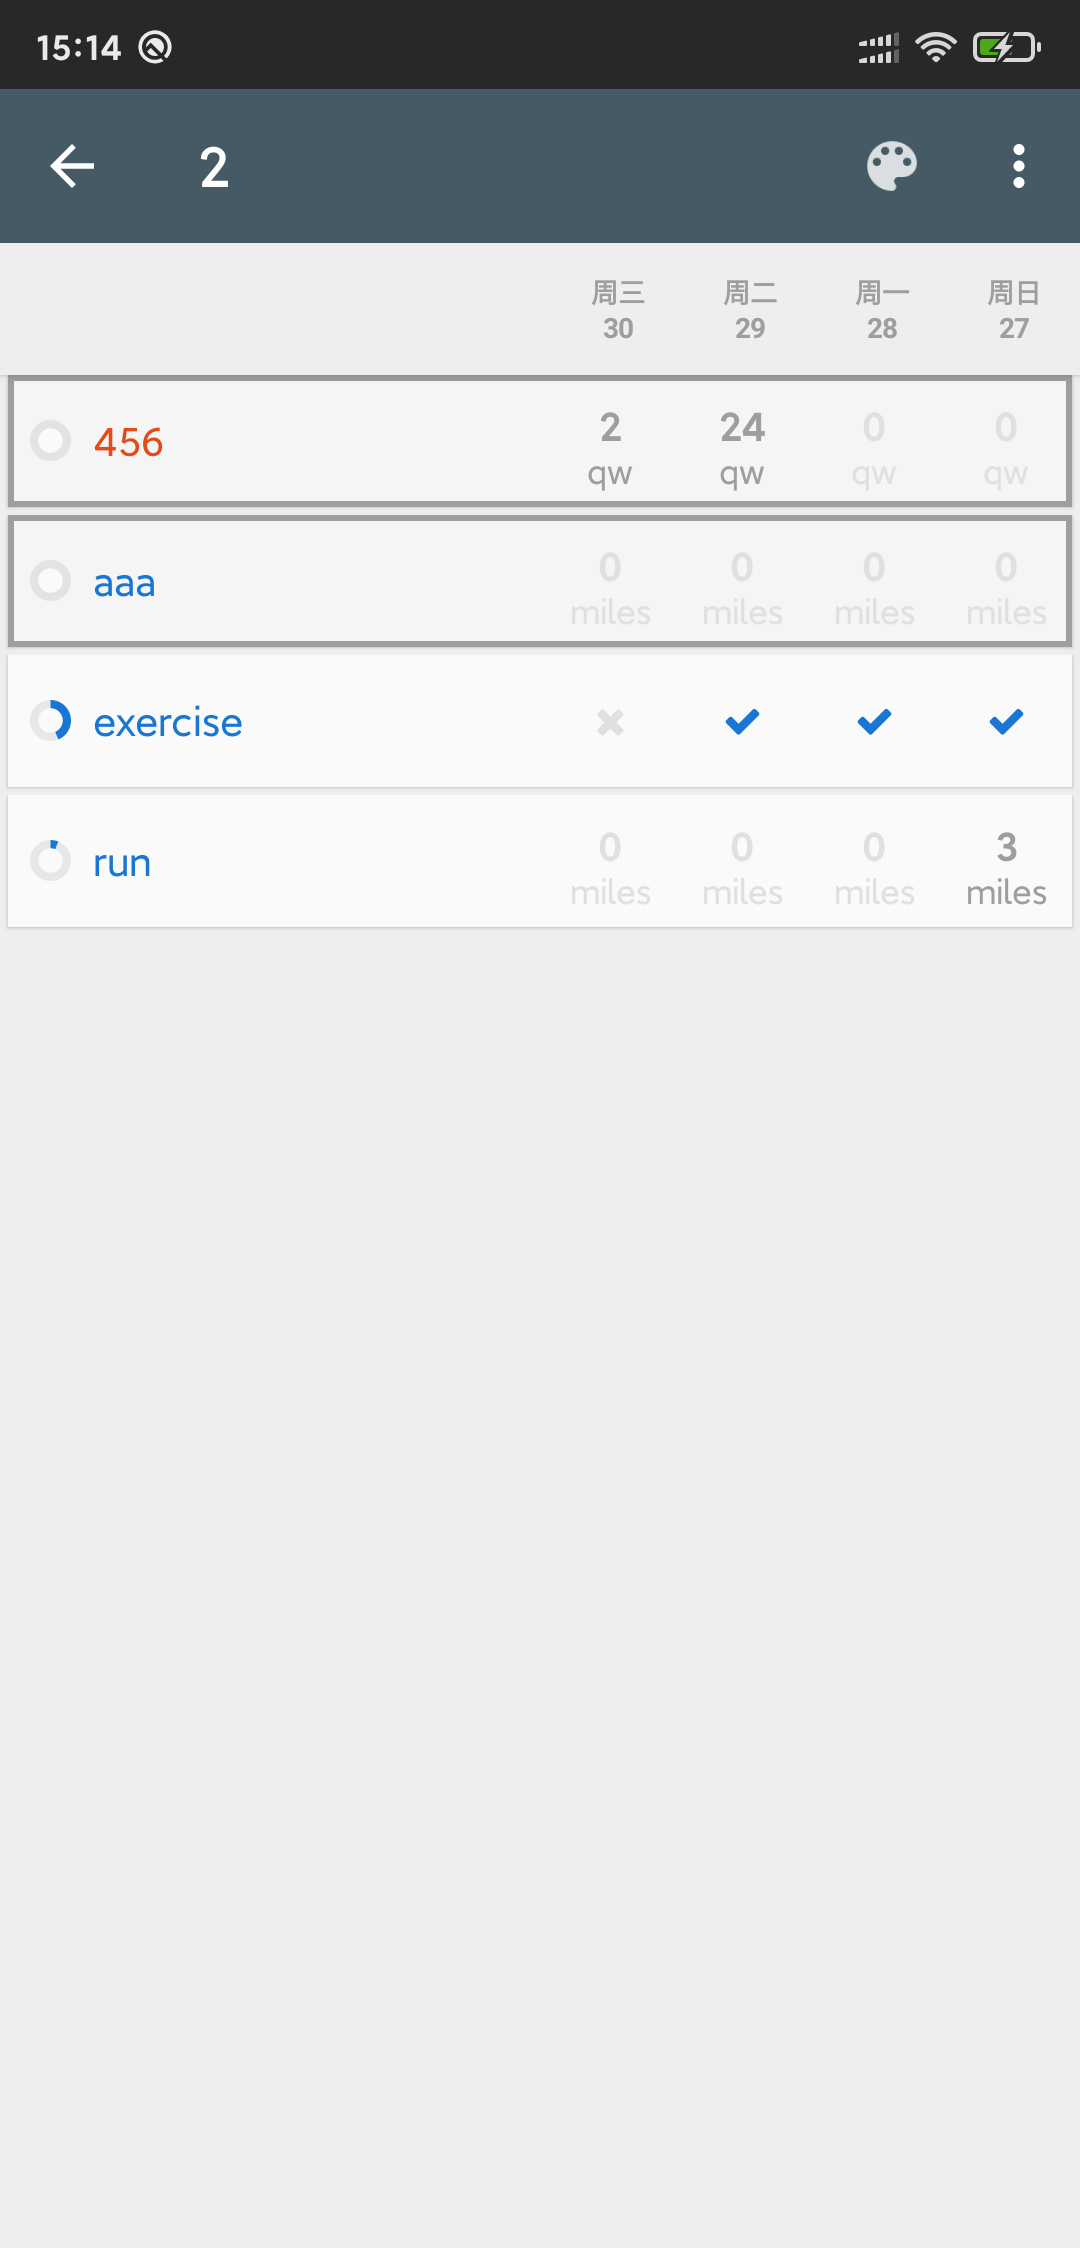 15:14
2
周三 周二 周一 周日
30 29 28 27
456
2 24 0 0
qw qw qw qw
aaa
0 0 0 0
miles miles miles miles
exercise
run
0 0 0 3
miles miles miles miles